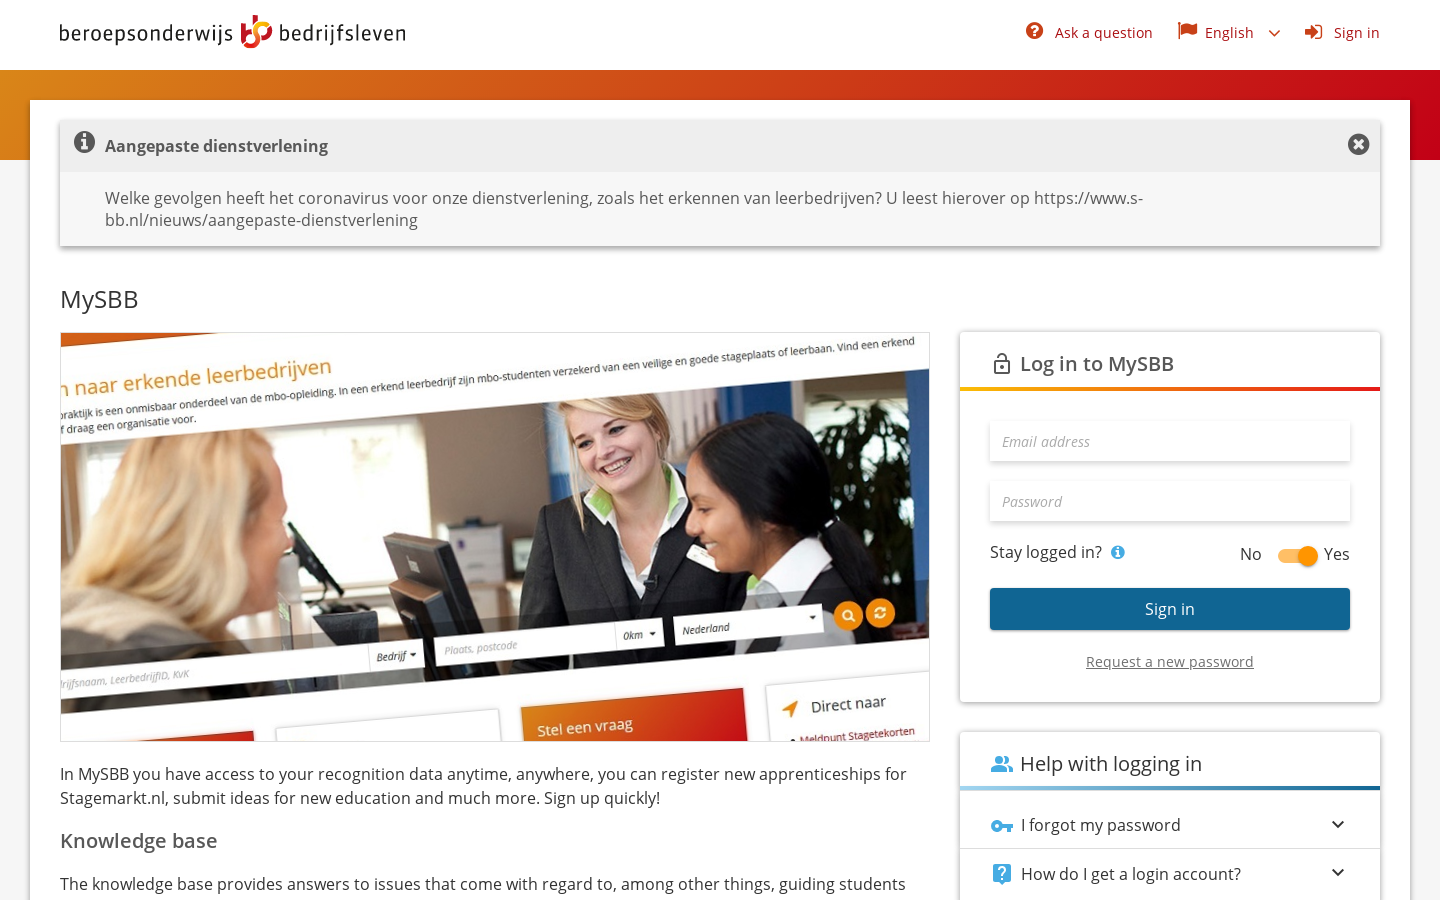 beroepsonderwijs bedrijfsleven
Ask a question
English
Sign in
Aangepaste dienstverlening
Welke gevolgen heeft het coronavirus voor onze dienstverlening, zoals het erkennen van leerbedrijven? U leest hierover op https://www.s-
bb.nl/nieuws/aangepaste-dienstverlening
MySBB
n naar erkende leerbedrijven
praktijk is een onmisbaar onderdeel van de mbo-opleiding. In een erkend leerbedrijf zijn mbo-studenten verzekerd van een veilige en goede stageplaats of leerbaan. Vind een erkend
f draag een organisatie voor.
drijfsnaam, LeerbedrijfID, KvK
Bedrijf
Plaats, postcode
0km
Nederland
Stel een vraag
Direct naar
Meldpunt Stagetekorten
Log in to MySBB
Email address
Password
Stay logged in?
No
Yes
Sign in
Request a new password
In MySBB you have access to your recognition data anytime, anywhere, you can register new apprenticeships for
Stagemarkt.nl, submit ideas for new education and much more. Sign up quickly!
Knowledge base
The knowledge base provides answers to issues that come with regard to, among other things, guiding students
Help with logging in
I forgot my password
How do I get a login account?